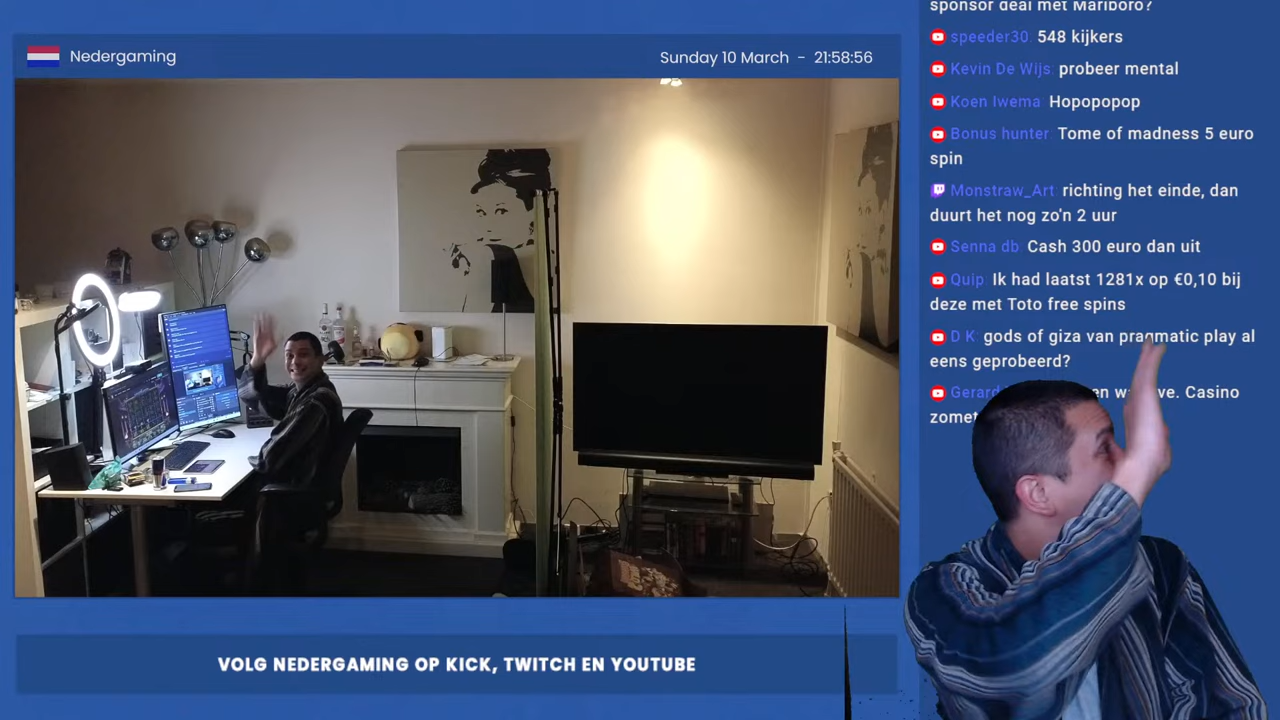 Nedergaming
Sunday 10 March - 21:58:56
sponsor deal met Marlboro?
speeder30: 548 kijkers
Kevin De Wijs: probeer mental
Koen Iwema: Hopopopop
Bonus hunter: Tome of madness 5 euro
spin
Monstraw_Art: richting het einde, dan
duurt het nog zo'n 2 uur
Senna db: Cash 300 euro dan uit
Quip: Ik had laatst 1281x op €0,10 bij
deze met Toto free spins
D K: gods of giza van pragmatic play al
eens geprobeerd?
Casino
VOLG NEDERGAMING OP KICK, TWITCH EN YOUTUBE